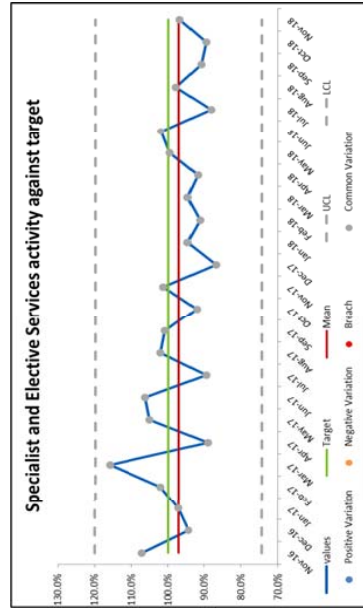 Specialist and Elective Services activity against target
130.0%
120.0%
110.0%
100.0%
90.0%
80.0%
70.0%
Nov-16
Dec-16
Jan-17
Feb-17
Mar-17
Apr-17
May-17
Jun-17
Jul-17
Aug-17
Sep-17
Oct-17
Nov-17
Dec-17
Jan-18
Feb-18
Mar-18
Apr-18
May-18
Jun-18
Jul-18
Aug-18
Sep-18
Oct-18
Nov-18
values
Target
Mean
UCL
LCL
Positive Variation
Negative Variation
Breach
Common Variation